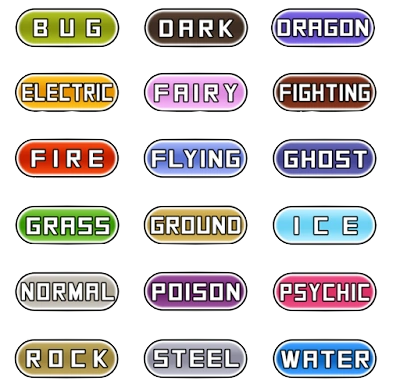 BUG DARK DRAGON
ELECTRIC FAIRY FIGHTING
FIRE FLYING GHOST
GRASS GROUND ICE
NORMAL POISON PSYCHIC
ROCK STEEL WATER